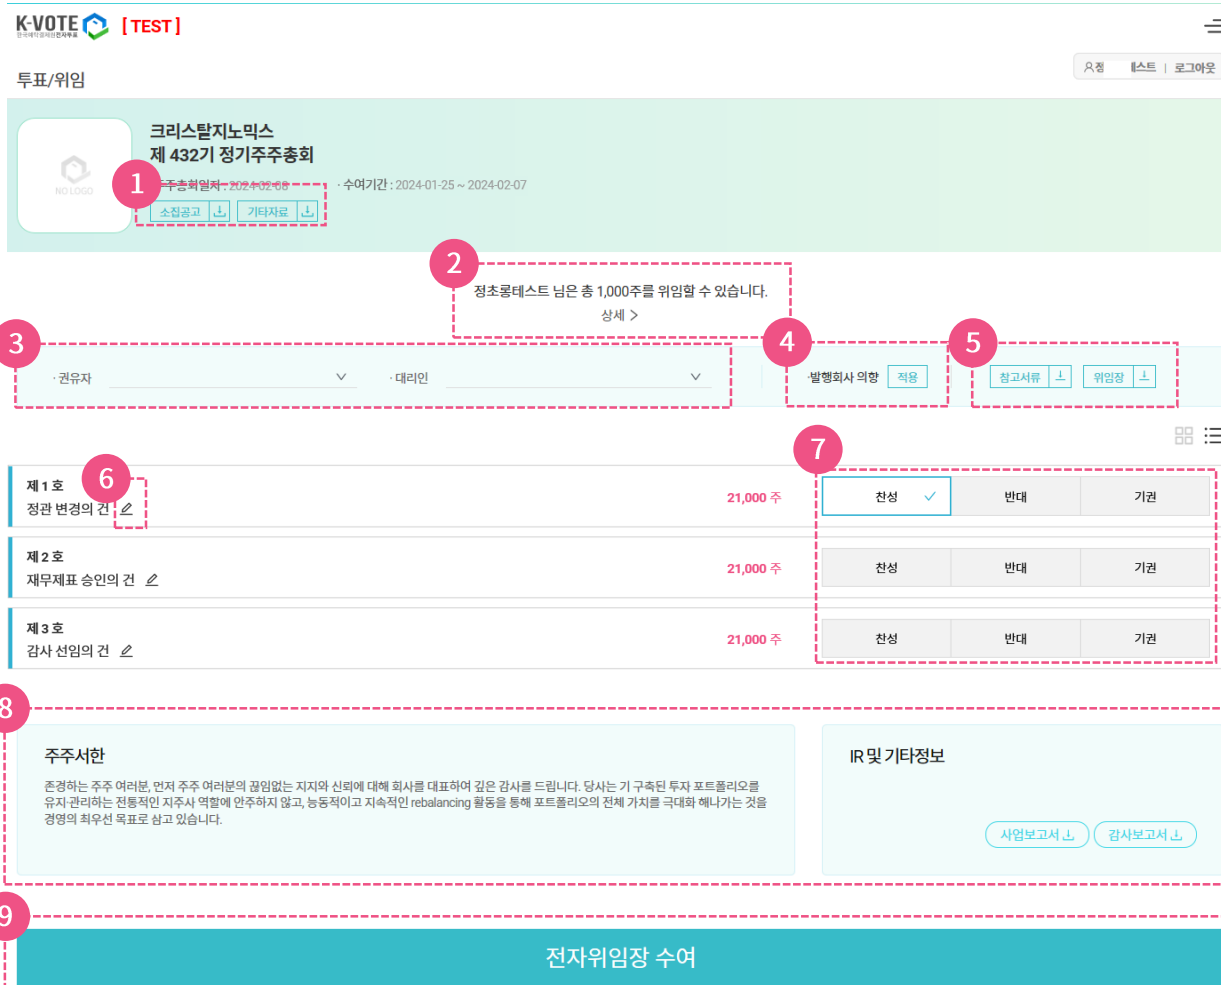 K-VOTE [ TEST ]
한국예탁결제원전자투표
투표/위임
정 테스트 | 로그아웃
크리스탈지노믹스
제 432기 정기주주총회
NO LOGO
1
주주총회일자 : 2024-02-08 · 수여기간 : 2024-01-25 ~ 2024-02-07
소집공고 기타자료
2
정초롱테스트 님은 총 1,000주를 위임할 수 있습니다.
상세 >
3
4
5
· 권유자 · 대리인 ·발행회사 의향 적용 참고서류 위임장
7
6
제 1 호
정관 변경의 건
21,000 주 찬성 반대 기권
제 2 호
재무제표 승인의 건
21,000 주 찬성 반대 기권
제 3 호
감사 선임의 건
21,000 주 찬성 반대 기권
8
주주서한
존경하는 주주 여러분, 먼저 주주 여러분의 끊임없는 지지와 신뢰에 대해 회사를 대표하여 깊은 감사를 드립니다. 당사는 기 구축된 투자 포트폴리오를
유지·관리하는 전통적인 지주사 역할에 안주하지 않고, 능동적이고 지속적인 rebalancing 활동을 통해 포트폴리오의 전체 가치를 극대화 해나가는 것을
경영의 최우선 목표로 삼고 있습니다.
IR 및 기타정보
사업보고서 감사보고서
9
전자위임장 수여